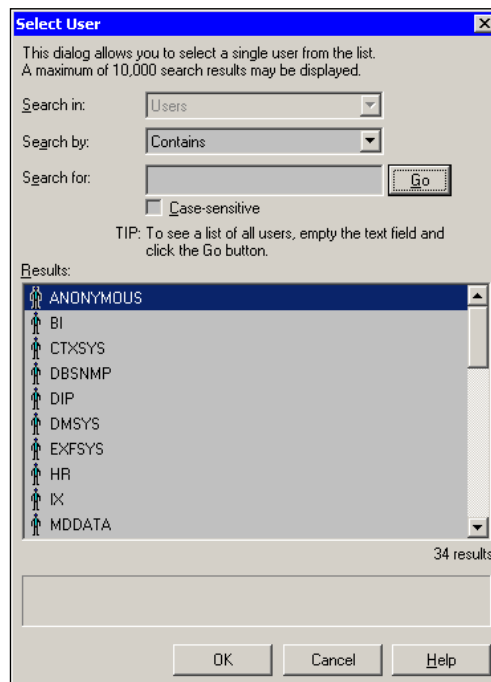 Select User
This dialog allows you to select a single user from the list.
A maximum of 10,000 search results may be displayed.
Search in:
Users
Search by:
Contains
Search for:
Go
Case-sensitive
TIP: To see a list of all users, empty the text field and
click the Go button.
Results:
ANONYMOUS
BI
CTXSYS
DBSNMP
DIP
DMSYS
EXFSYS
HR
IX
MDDATA
34 results
OK
Cancel
Help